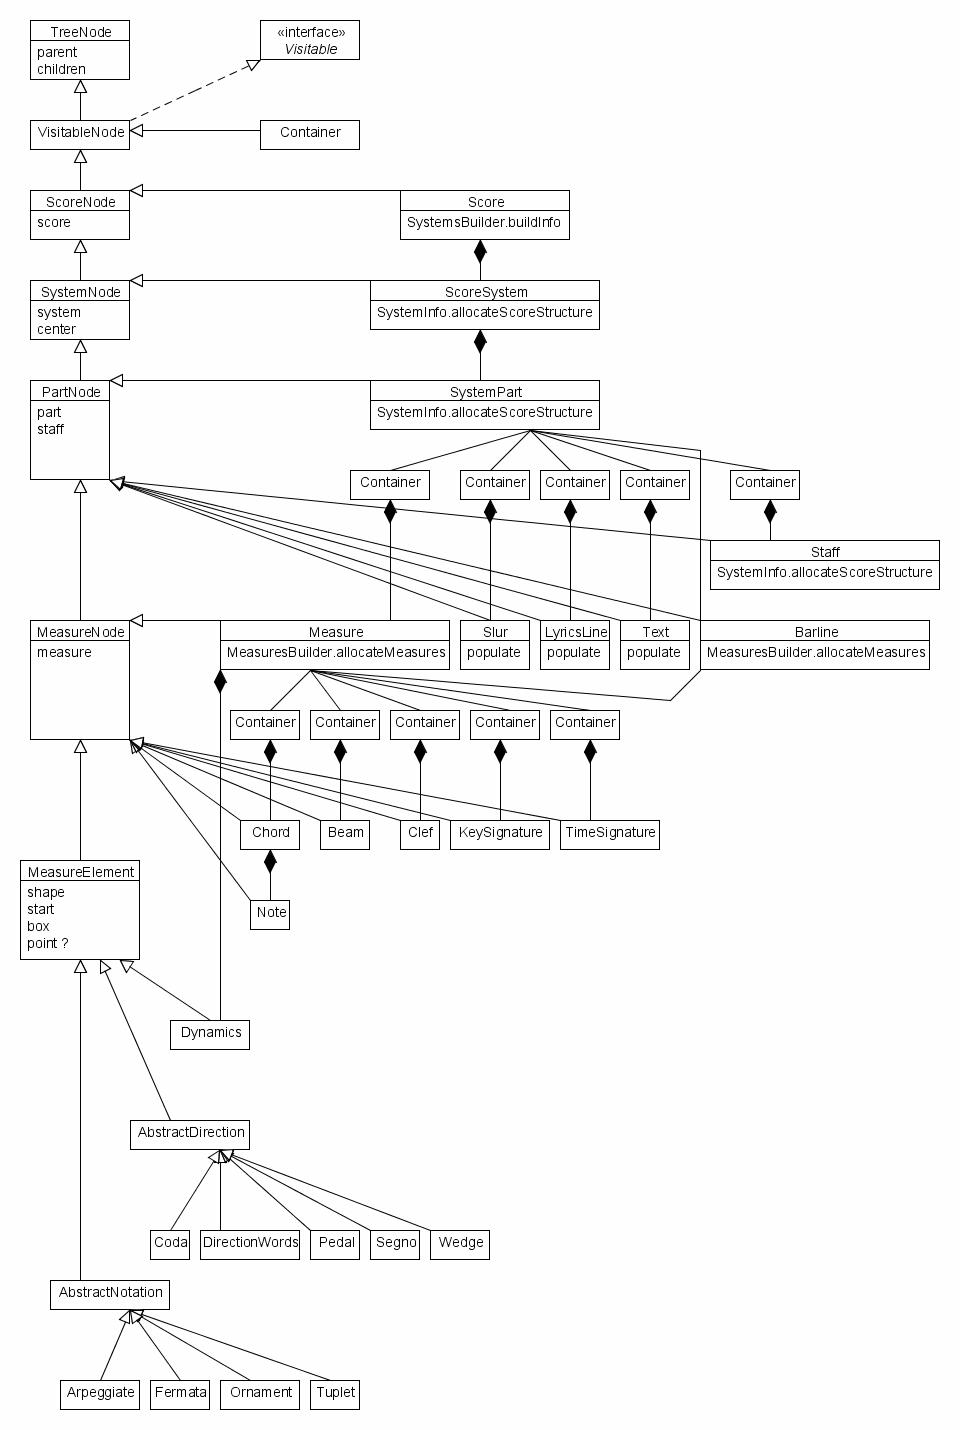 TreeNode
parent
children
«interface»
Visitable
VisitableNode
Container
ScoreNode
score
Score
SystemsBuilder.buildInfo
SystemNode
system
center
ScoreSystem
SystemInfo.allocateScoreStructure
PartNode
part
staff
SystemPart
SystemInfo.allocateScoreStructure
Container
Container
Container
Container
Container
Staff
SystemInfo.allocateScoreStructure
MeasureNode
measure
Measure
MeasuresBuilder.allocateMeasures
Slur
populate
LyricsLine
populate
Text
populate
Barline
MeasuresBuilder.allocateMeasures
Container
Container
Container
Container
Container
Chord
Beam
Clef
KeySignature
TimeSignature
MeasureElement
shape
start
box
point ?
Note
Dynamics
AbstractDirection
Coda
DirectionWords
Pedal
Segno
Wedge
AbstractNotation
Arpeggiate
Fermata
Ornament
Tuplet